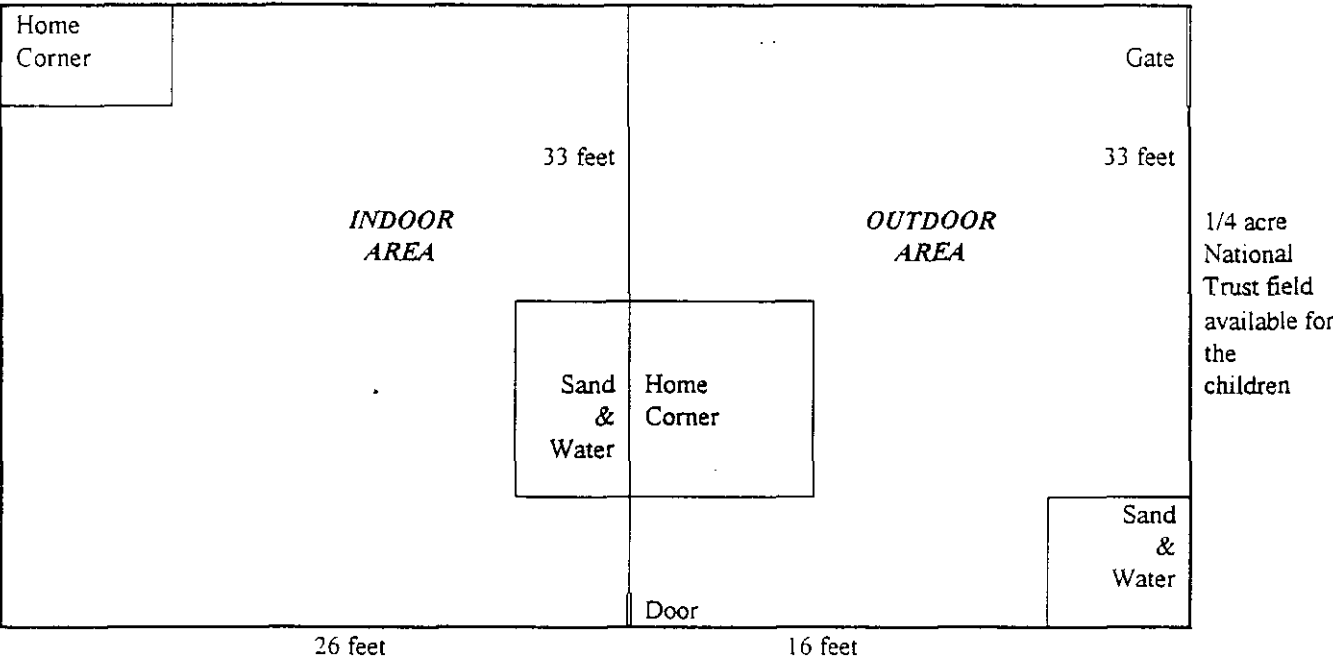 Home
Corner
Gate
33 feet
33 feet
INDOOR
AREA
OUTDOOR
AREA
1/4 acre
National
Trust field
available for
the
children
Sand
&
Water
Home
Corner
Sand
&
Water
Door
26 feet
16 feet